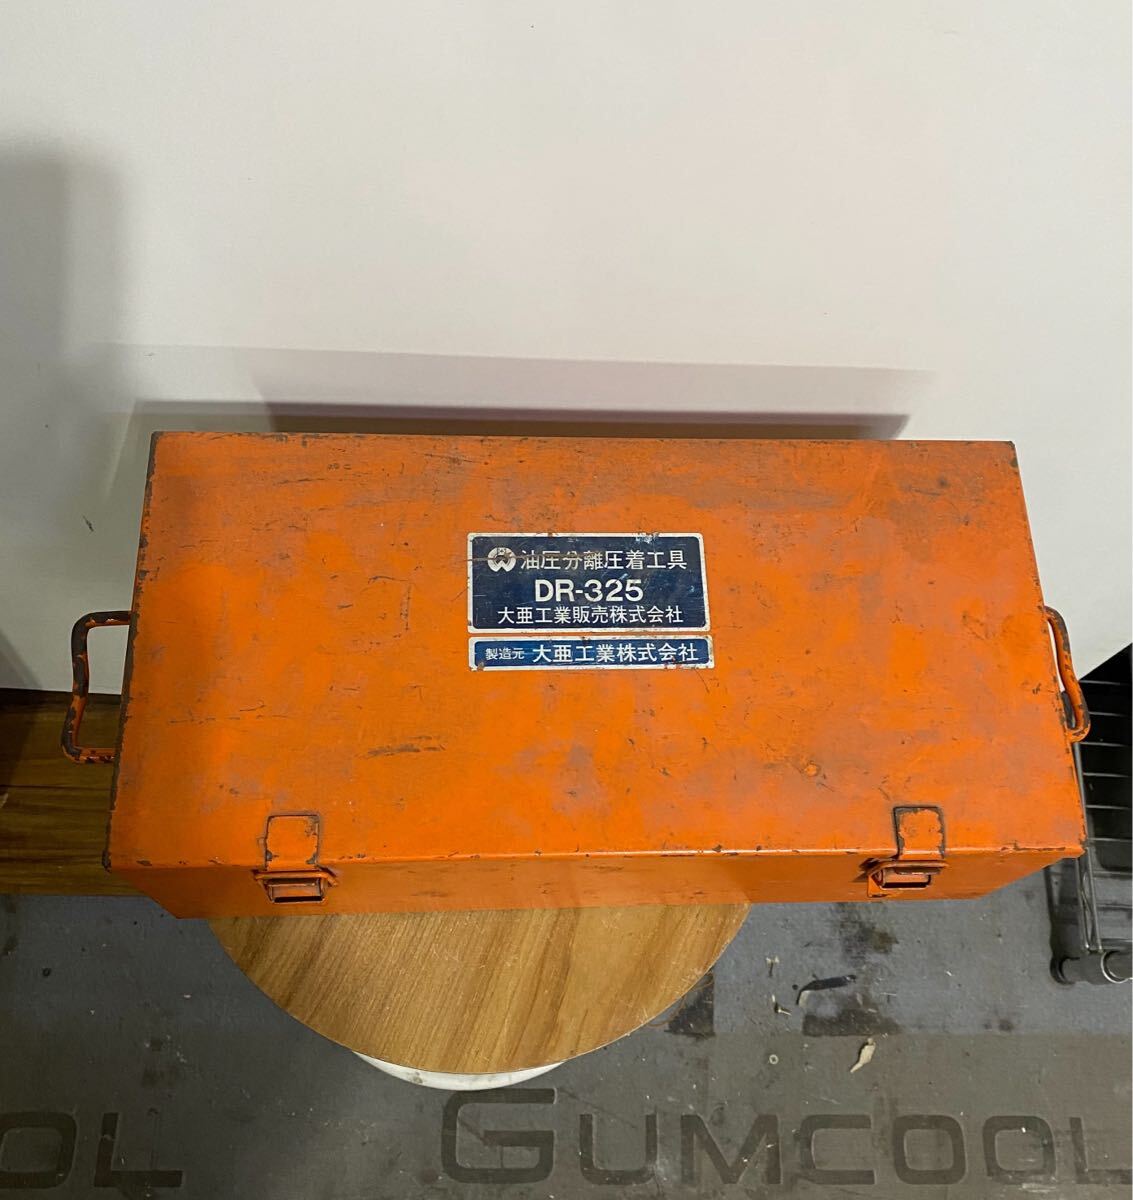 油圧分離圧着工具
DR-325
大亜工業販売株式会社
製造元 大亜工業株式会社
OL GUMCOOL